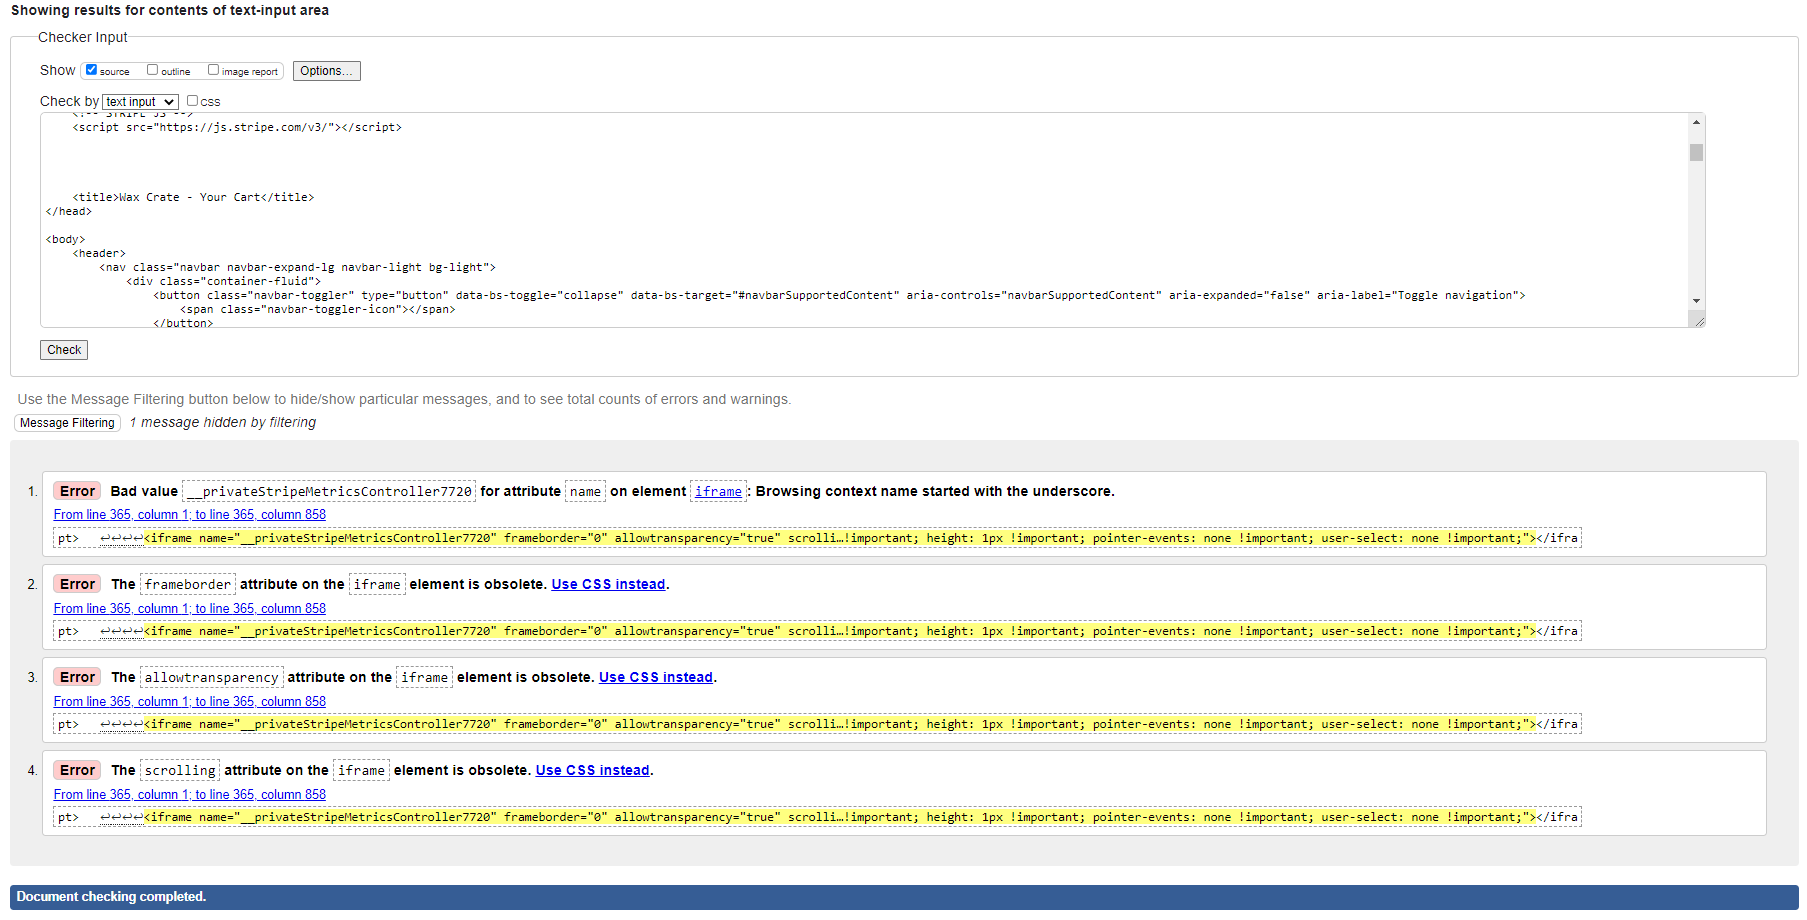 Showing results for contents of text-input area
Checker Input
Show source outline image report Options...
Check by text input css
<!-- STRIPE JS -->
<script src="https://js.stripe.com/v3/"></script>
<title>Wax Crate - Your Cart</title>
</head>
<body>
<header>
<nav class="navbar navbar-expand-lg navbar-light bg-light">
<div class="container-fluid">
<button class="navbar-toggler" type="button" data-bs-toggle="collapse" data-bs-target="#navbarSupportedContent" aria-controls="navbarSupportedContent" aria-expanded="false" aria-label="Toggle navigation">
<span class="navbar-toggler-icon"></span>
</button>
Check
Use the Message Filtering button below to hide/show particular messages, and to see total counts of errors and warnings.
Message Filtering 1 message hidden by filtering
1. Error Bad value __privateStripeMetricsController7720 for attribute name on element iframe: Browsing context name started with the underscore.
From line 365, column 1; to line 365, column 858
pt> ↩↩↩↩<iframe name="__privateStripeMetricsController7720" frameborder="0" allowtransparency="true" scrolli…!important; height: 1px !important; pointer-events: none !important; user-select: none !important;"></ifra
2. Error The frameborder attribute on the iframe element is obsolete. Use CSS instead.
From line 365, column 1; to line 365, column 858
pt> ↩↩↩↩<iframe name="__privateStripeMetricsController7720" frameborder="0" allowtransparency="true" scrolli…!important; height: 1px !important; pointer-events: none !important; user-select: none !important;"></ifra
3. Error The allowtransparency attribute on the iframe element is obsolete. Use CSS instead.
From line 365, column 1; to line 365, column 858
pt> ↩↩↩↩<iframe name="__privateStripeMetricsController7720" frameborder="0" allowtransparency="true" scrolli…!important; height: 1px !important; pointer-events: none !important; user-select: none !important;"></ifra
4. Error The scrolling attribute on the iframe element is obsolete. Use CSS instead.
From line 365, column 1; to line 365, column 858
pt> ↩↩↩↩<iframe name="__privateStripeMetricsController7720" frameborder="0" allowtransparency="true" scrolli…!important; height: 1px !important; pointer-events: none !important; user-select: none !important;"></ifra
Document checking completed.